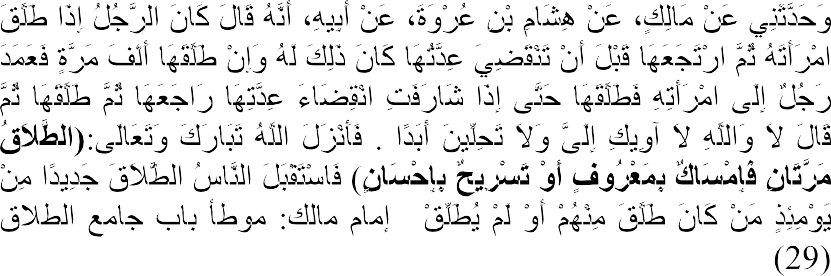 وَحَدَّثَنِي عَنْ مَالِكٍ، عَنْ هِشَامِ بْنِ عُرْوَةَ، عَنْ أَبِيهِ، أَنَّهُ قَالَ كَانَ الرَّجُلُ إِذَا طَلَّقَ
امْرَأَتَهُ ثُمَّ ارْتَجَعَهَا قَبْلَ أَنْ تَنْقَضِيَ عِدَّتُهَا كَانَ ذَلِكَ لَهُ وَإِنْ طَلَّقَهَا أَلْفَ مَرَّةٍ فَعَمَدَ
رَجُلٌ إِلَى امْرَأَتِهِ فَطَلَّقَهَا حَتَّى إِذَا شَارَفَتِ انْقِضَاءَ عِدَّتِهَا رَاجَعَهَا ثُمَّ طَلَّقَهَا ثُمَّ
قَالَ لاَ وَاللَّهِ لاَ آوِيكِ إِلَىَّ وَلاَ تَحِلِّينَ أَبَدًا . فَأَنْزَلَ اللَّهُ تَبَارَكَ وَتَعَالَى:(الطَّلاَقُ
مَرَّتَانِ فَإِمْسَاكٌ بِمَعْرُوفٍ أَوْ تَسْرِيحٌ بِإِحْسَانٍ) فَاسْتَقْبَلَ النَّاسُ الطَّلاَقَ جَدِيدًا مِنْ
يَوْمِئِذٍ مَنْ كَانَ طَلَّقَ مِنْهُمْ أَوْ لَمْ يُطَلِّقْ إمام مالك: موطأ باب جامع الطلاق
(29)